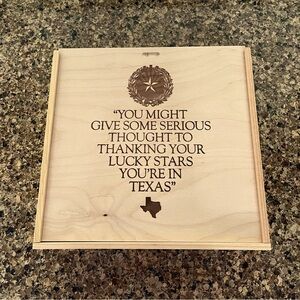 “YOU MIGHT
GIVE SOME SERIOUS
THOUGHT TO
THANKING YOUR
LUCKY STARS
YOU'RE IN
TEXAS”